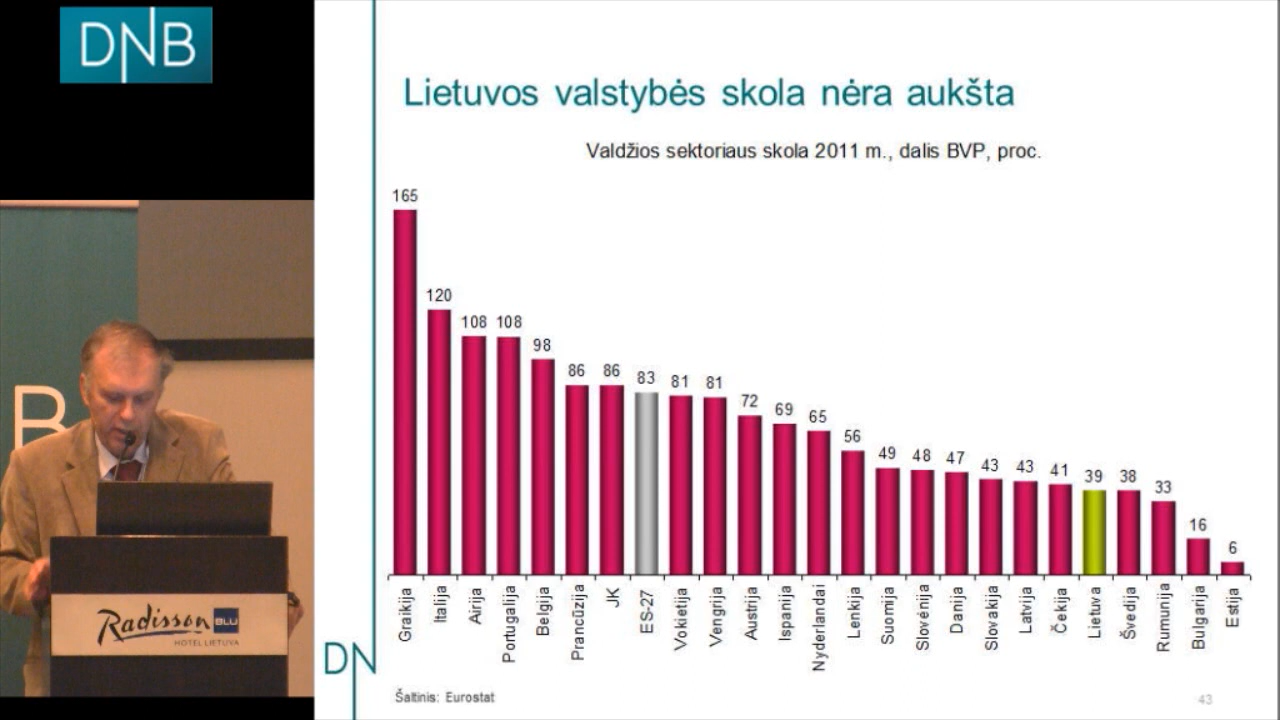 DNB
Lietuvos valstybės skola nėra aukšta
Valdžios sektoriaus skola 2011 m., dalis BVP, proc.
165
120
108
108
98
86
86
83
81
81
72
69
65
56
49
48
47
43
43
41
39
38
33
16
6
Graikija
Italija
Airija
Portugalija
Belgija
Prancūzija
JK
ES-27
Vokietija
Vengrija
Austrija
Ispanija
Nyderlandai
Lenkija
Suomija
Slovėnija
Danija
Slovakija
Latvija
Čekija
Lietuva
Švedija
Rumunija
Bulgarija
Estija
B
Radisson BLU
HOTEL LIETUVA
DN
Šaltinis: Eurostat
43